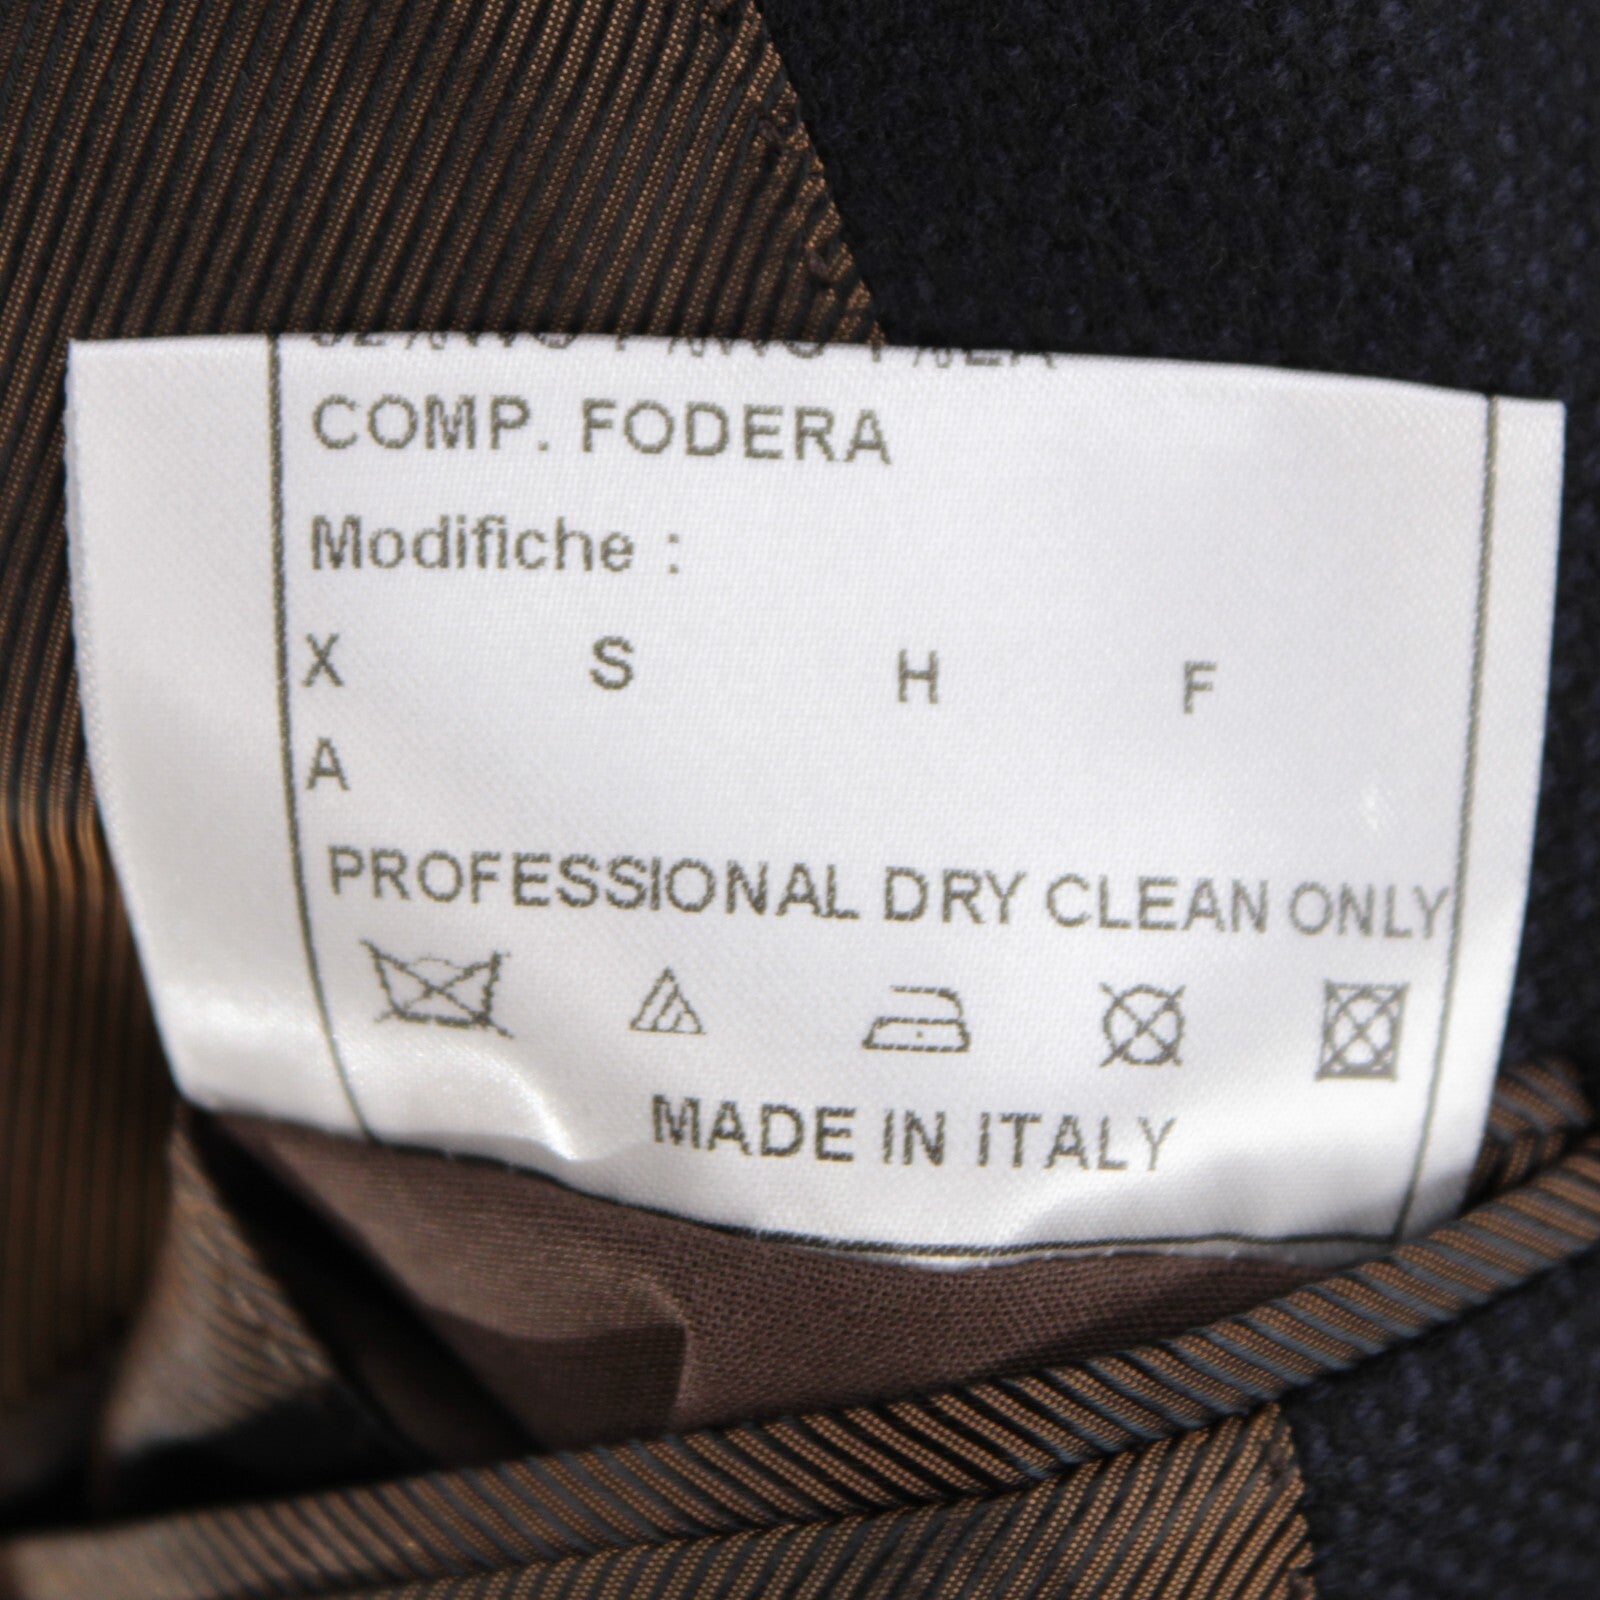 COMP. FODERA
Modifiche :
X S H F
A
PROFESSIONAL DRY CLEAN ONLY
MADE IN ITALY